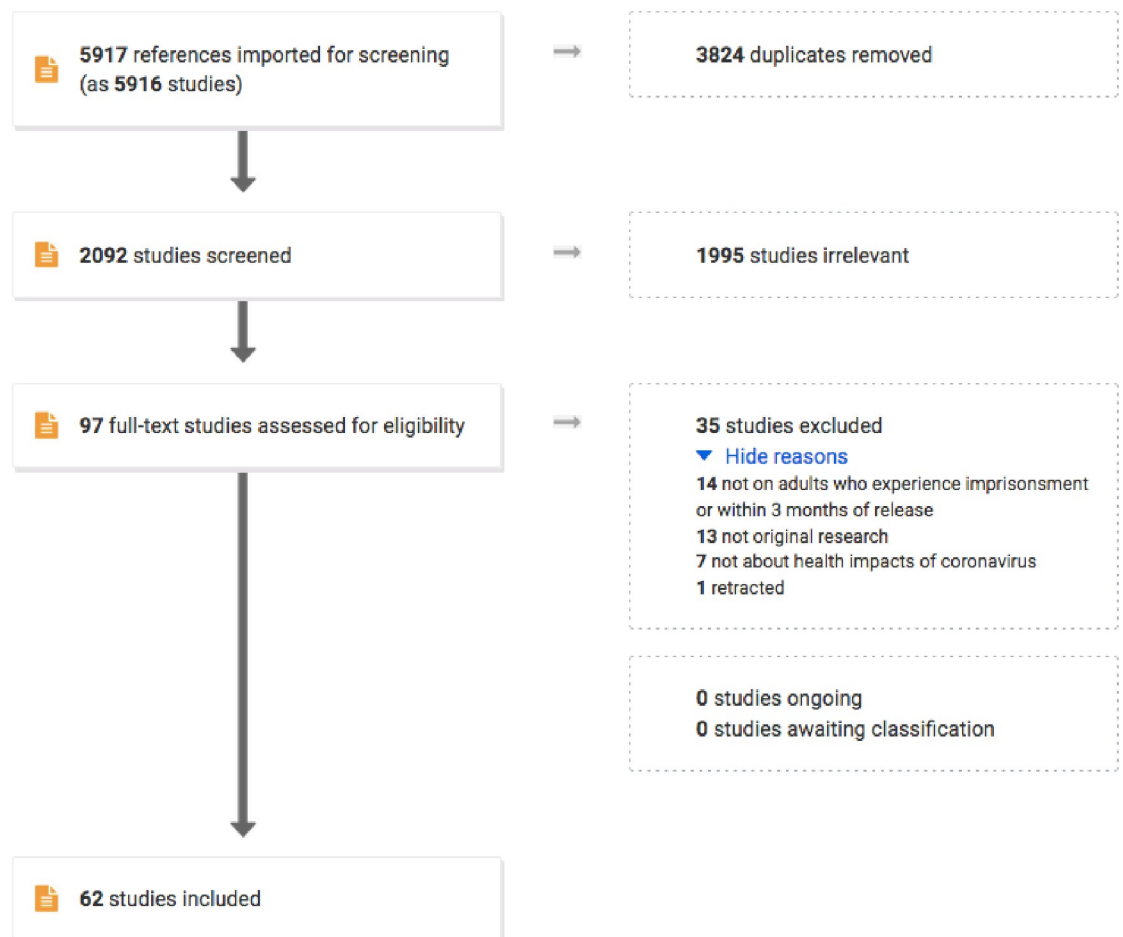 5917 references imported for screening
(as 5916 studies)
3824 duplicates removed
2092 studies screened
1995 studies irrelevant
97 full-text studies assessed for eligibility
35 studies excluded
Hide reasons
14 not on adults who experience imprisonsment
or within 3 months of release
13 not original research
7 not about health impacts of coronavirus
1 retracted
0 studies ongoing
0 studies awaiting classification
62 studies included